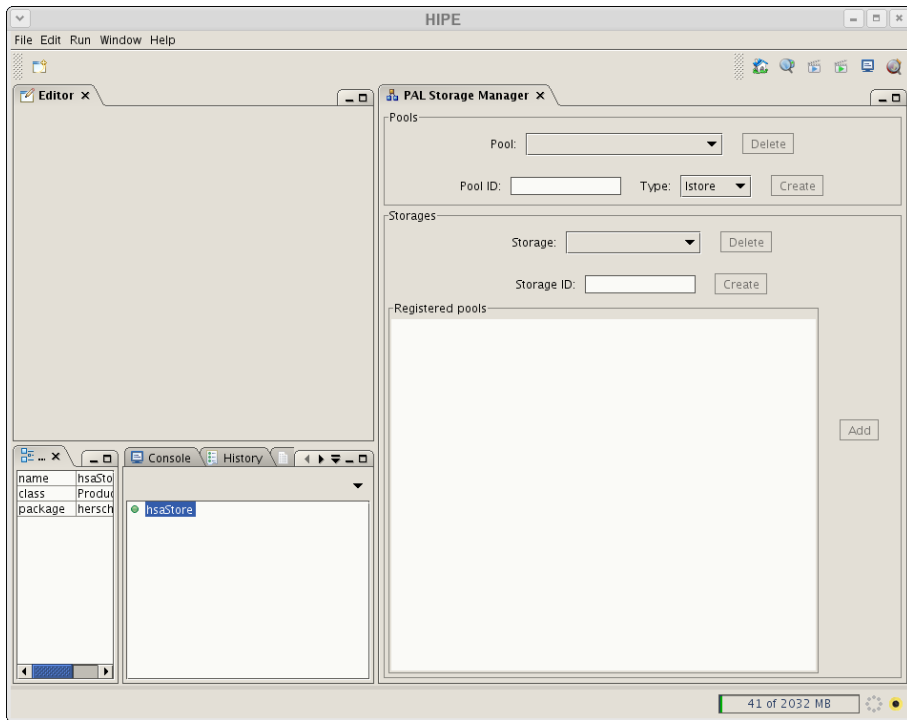 HIPE
File Edit Run Window Help
Editor
PAL Storage Manager
Pools
Pool:
Delete
Pool ID:
Type:
lstore
Create
Storages
Storage:
Delete
Storage ID:
Create
Registered pools
Add
...
Console
History
name hsaSto
class Produc
package hersch
hsaStore
41 of 2032 MB